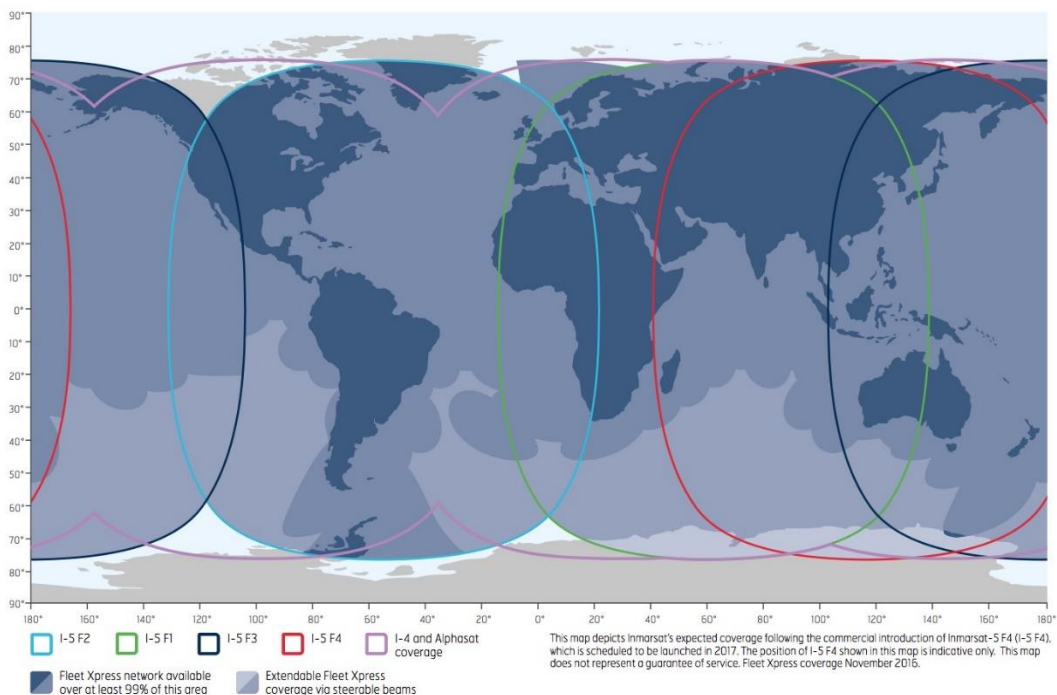 90°
80°
70°
60°
50°
40°
30°
20°
10°
0°
10°
20°
30°
40°
50°
60°
70°
80°
90°
180° 160° 140° 120° 100° 80° 60° 40° 20° 0° 20° 40° 60° 80° 100° 120° 140° 160° 180°
I-5 F2 I-5 F1 I-5 F3 I-5 F4 I-4 and Alphasat
coverage
Fleet Xpress network available
over at least 99% of this area
Extendable Fleet Xpress
coverage via steerable beams
This map depicts Inmarsat's expected coverage following the commercial introduction of Inmarsat-5 F4 (I-5 F4),
which is scheduled to be launched in 2017. The position of I-5 F4 shown in this map is indicative only. This map
does not represent a guarantee of service. Fleet Xpress coverage November 2016.